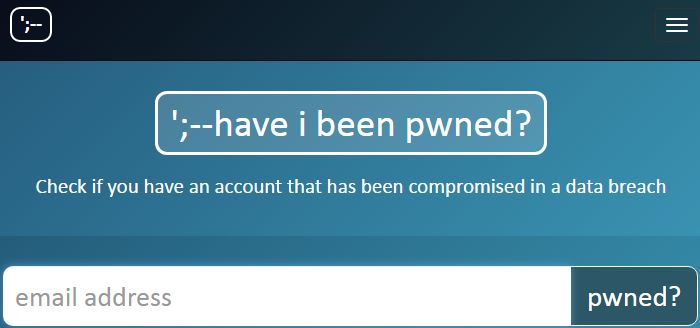 ';--
';--have i been pwned?
Check if you have an account that has been compromised in a data breach
email address pwned?